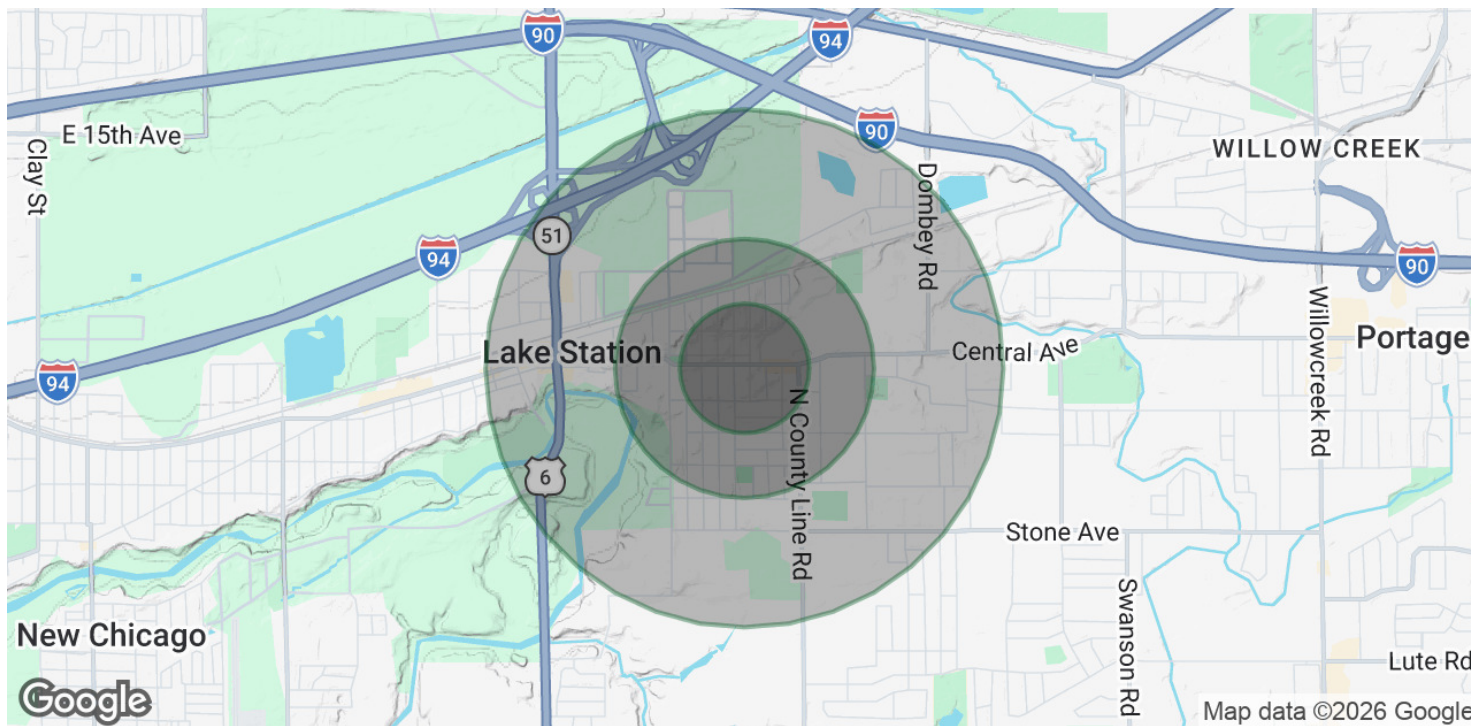 90
94
E 15th Ave
Clay St
90
WILLOW CREEK
Dombey Rd
51
94
90
Willowcreek Rd
Portage
Lake Station
Central Ave
94
N County Line Rd
6
Stone Ave
Swanson Rd
New Chicago
Lute Rd
Google
Map data ©2026 Google